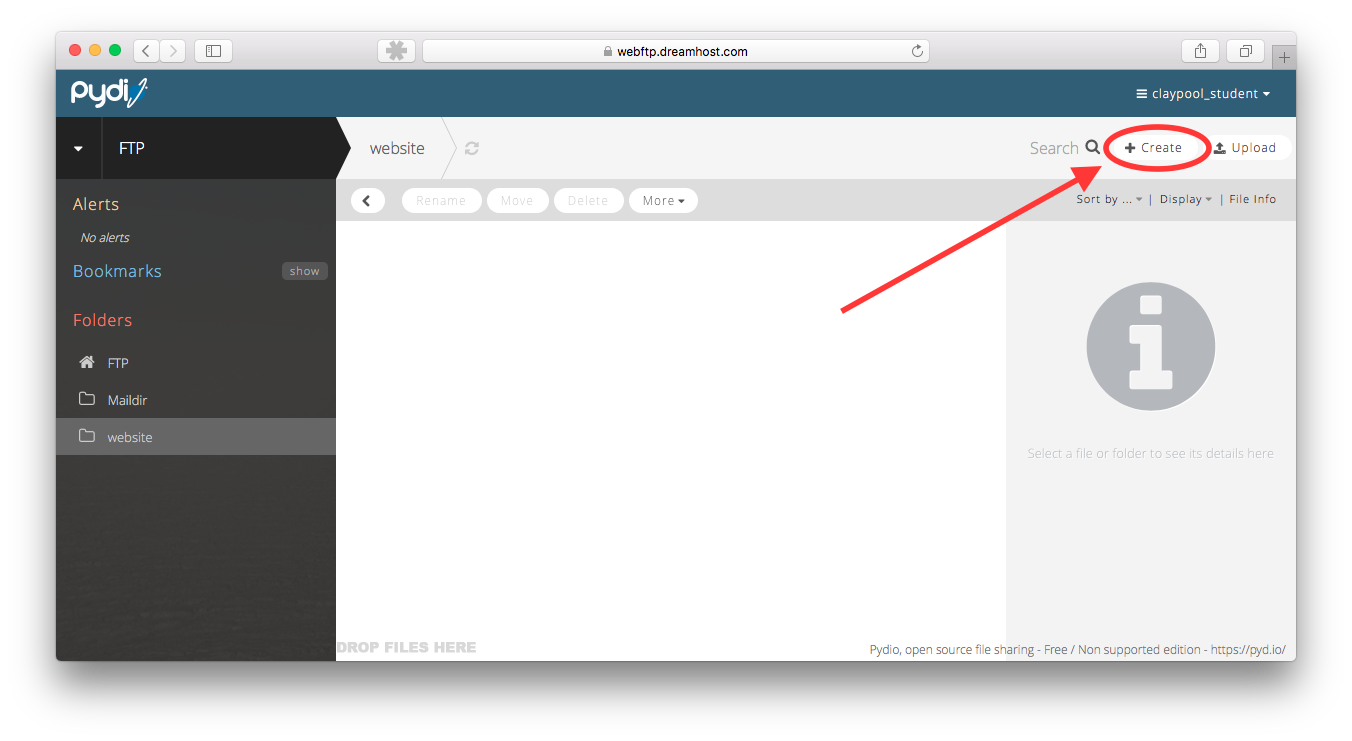 webftp.dreamhost.com
pydi
claypool_student
FTP
website
Search
Create
Upload
Rename
Move
Delete
More
Sort by ... | Display | File Info
Alerts
No alerts
Bookmarks
show
Folders
FTP
Maildir
website
Select a file or folder to see its details here
DROP FILES HERE
Pydio, open source file sharing - Free / Non supported edition - https://pyd.io/